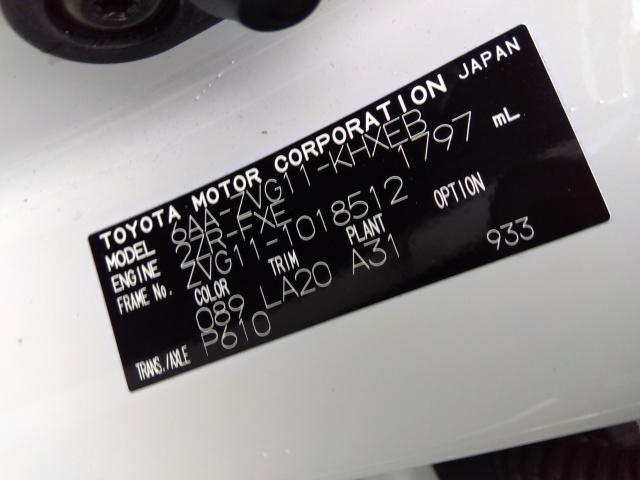 TOYOTA MOTOR CORPORATION JAPAN
MODEL 6AA-ZVG11-KHXEB
ENGINE 2ZR-FXE 1797 mL
FRAME No. ZVG11-1018512
COLOR TRIM PLANT OPTION
089 LA20 A31 933
TRANS./AXLE P610